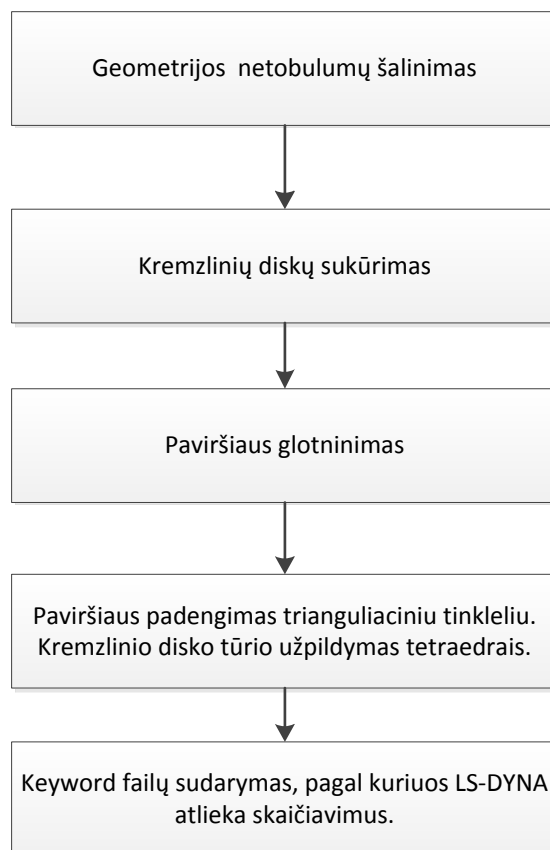 Geometrijos netobulumų šalinimas
Kremzlinių diskų sukūrimas
Paviršiaus glotninimas
Paviršiaus padengimas trianguliaciniu tinkleliu.
Kremzlinio disko tūrio užpildymas tetraedrais.
Keyword failų sudarymas, pagal kuriuos LS-DYNA
atlieka skaičiavimus.